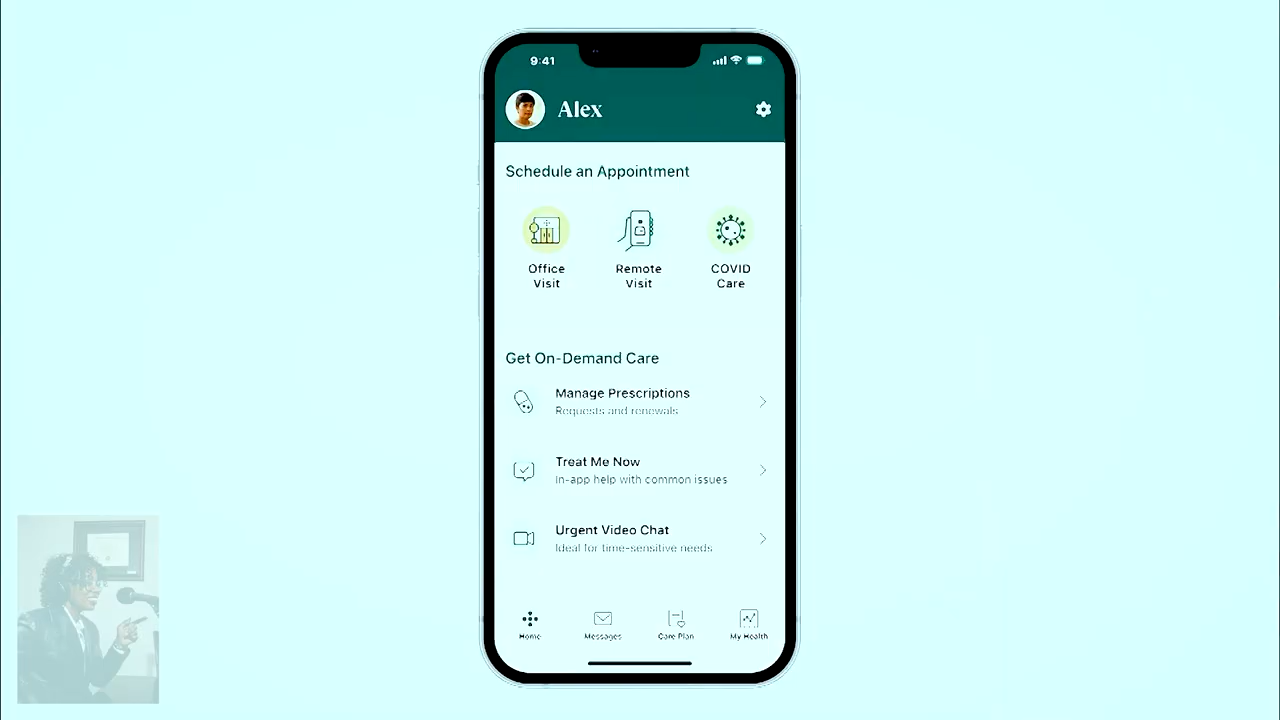 9:41
Alex
Schedule an Appointment
Office
Visit
Remote
Visit
COVID
Care
Get On-Demand Care
Manage Prescriptions
Requests and renewals
Treat Me Now
In-app help with common issues
Urgent Video Chat
Ideal for time-sensitive needs
Home
Messages
Care Plan
My Health